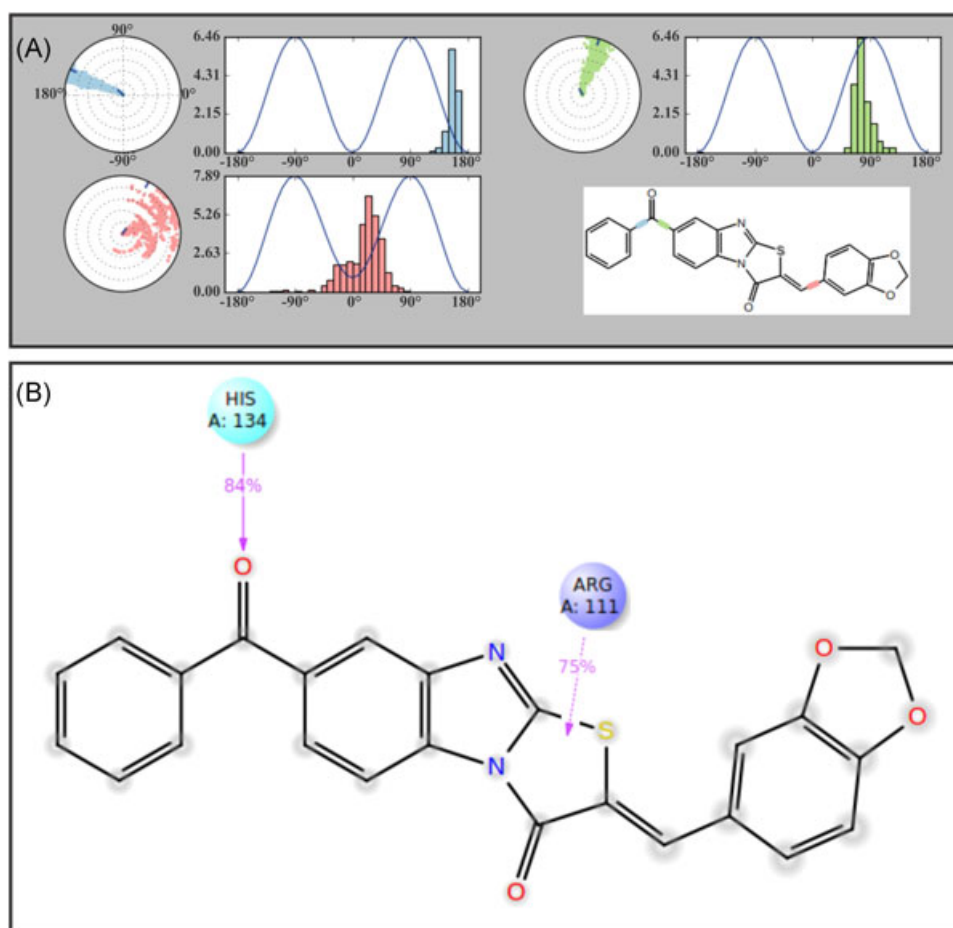 (A)
90°
180°
0°
-90°
6.46
4.31
2.15
0.00
-180° -90° 0° 90° 180°
6.46
4.31
2.15
0.00
-180° -90° 0° 90° 180°
7.89
5.26
2.63
0.00
-180° -90° 0° 90° 180°
O
N
S
N
O
O
O
(B)
HIS
A: 134
84%
O
ARG
A: 111
75%
N
S
N
O
O
O